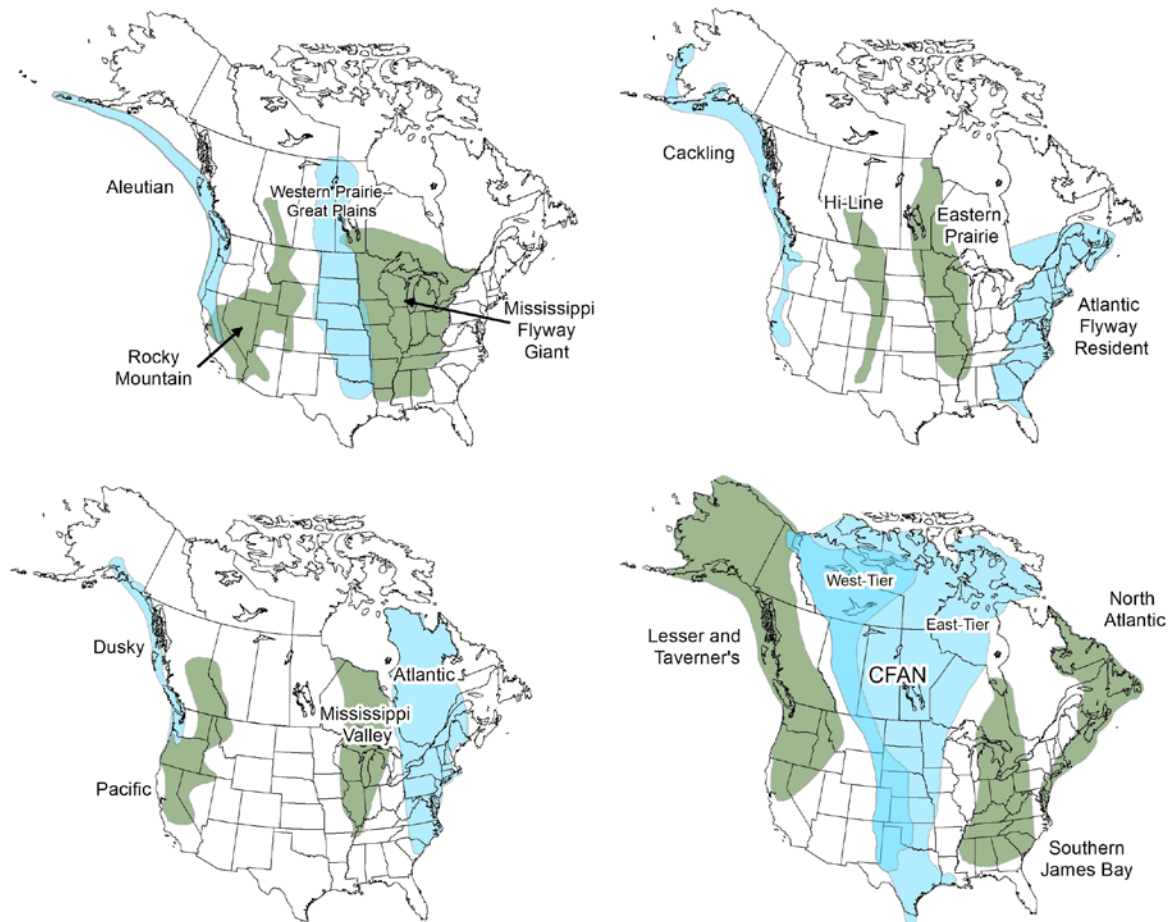 Aleutian
Western Prairie–
Great Plains
Rocky
Mountain
Mississippi
Flyway
Giant
Cackling
Hi-Line
Eastern
Prairie
Atlantic
Flyway
Resident
Dusky
Pacific
Mississippi
Valley
Atlantic
Lesser and
Taverner's
West-Tier
East-Tier
CFAN
North
Atlantic
Southern
James Bay